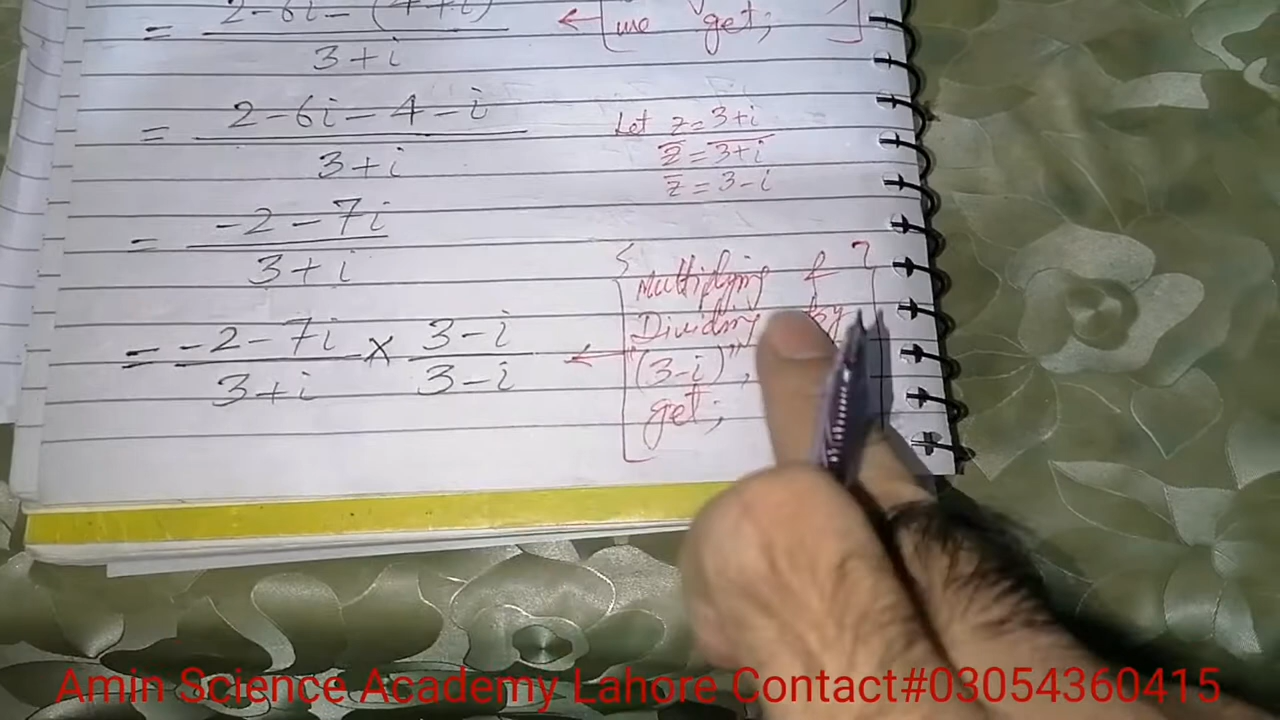 = 2-6i-(4+i) / 3+i
we get;
= 2-6i-4-i / 3+i
Let z=3+i
z̅ = 3+i̅
z̅ = 3-i
= -2-7i / 3+i
Multiplying &
Dividing by
"(3-i)",
get;
= -2-7i / 3+i × 3-i / 3-i
Amin Science Academy Lahore Contact#03054360415